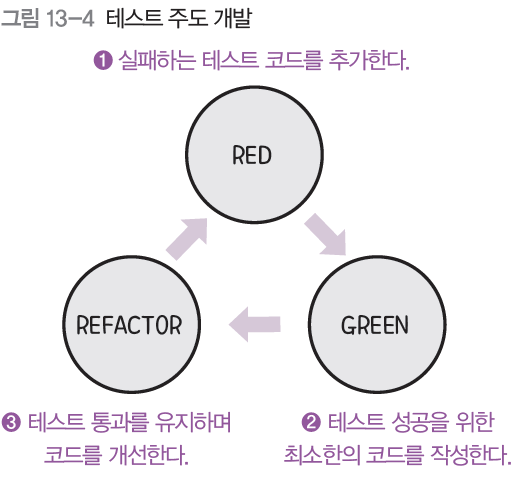 그림 13-4 테스트 주도 개발
❶ 실패하는 테스트 코드를 추가한다.
RED
REFACTOR
GREEN
❸ 테스트 통과를 유지하며
코드를 개선한다.
❷ 테스트 성공을 위한
최소한의 코드를 작성한다.